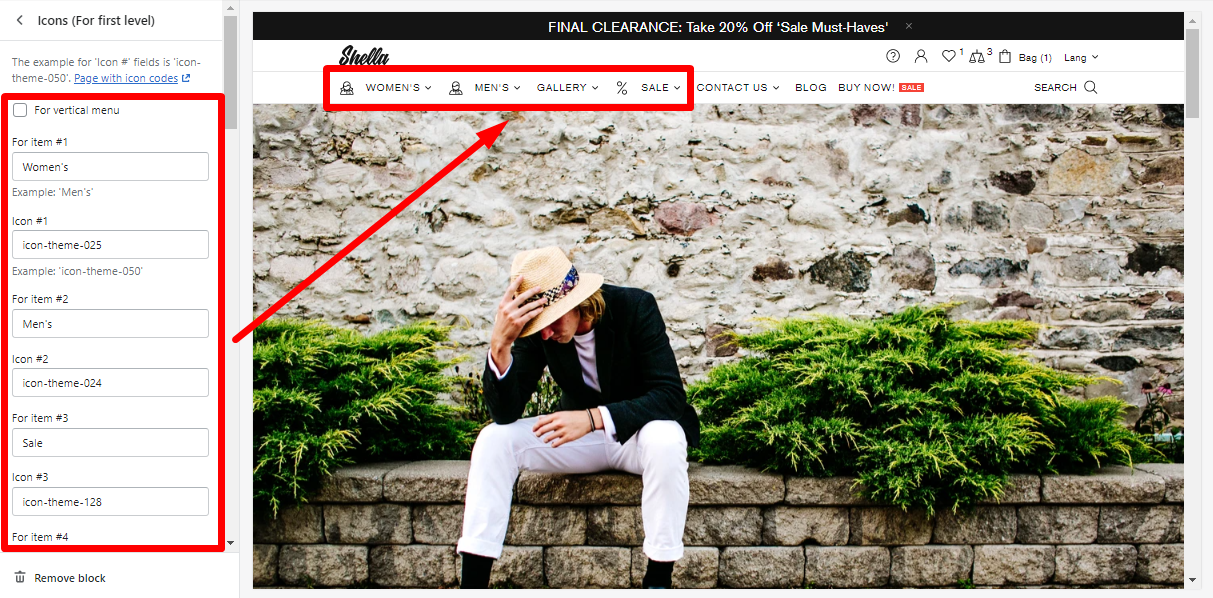 Icons (For first level)
The example for 'Icon #' fields is 'icon-
theme-050'. Page with icon codes
For vertical menu
For item #1
Women's
Example: 'Men's'
Icon #1
icon-theme-025
Example: 'icon-theme-050'
For item #2
Men's
Icon #2
icon-theme-024
For item #3
Sale
Icon #3
icon-theme-128
For item #4
Remove block
FINAL CLEARANCE: Take 20% Off ‘Sale Must-Haves’ ×
Shella
1 3 Bag (1) Lang
WOMEN'S MEN'S GALLERY % SALE CONTACT US BLOG BUY NOW! SALE SEARCH